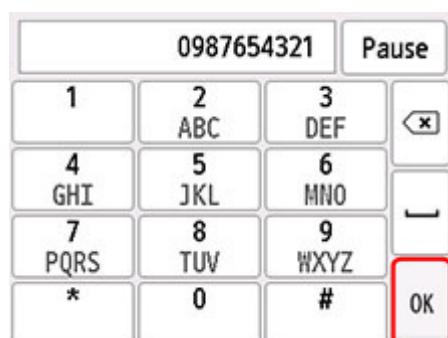 0987654321 Pause
1 2 3
ABC DEF
4 5 6
GHI JKL MNO
7 8 9
PQRS TUV WXYZ
* 0 # OK